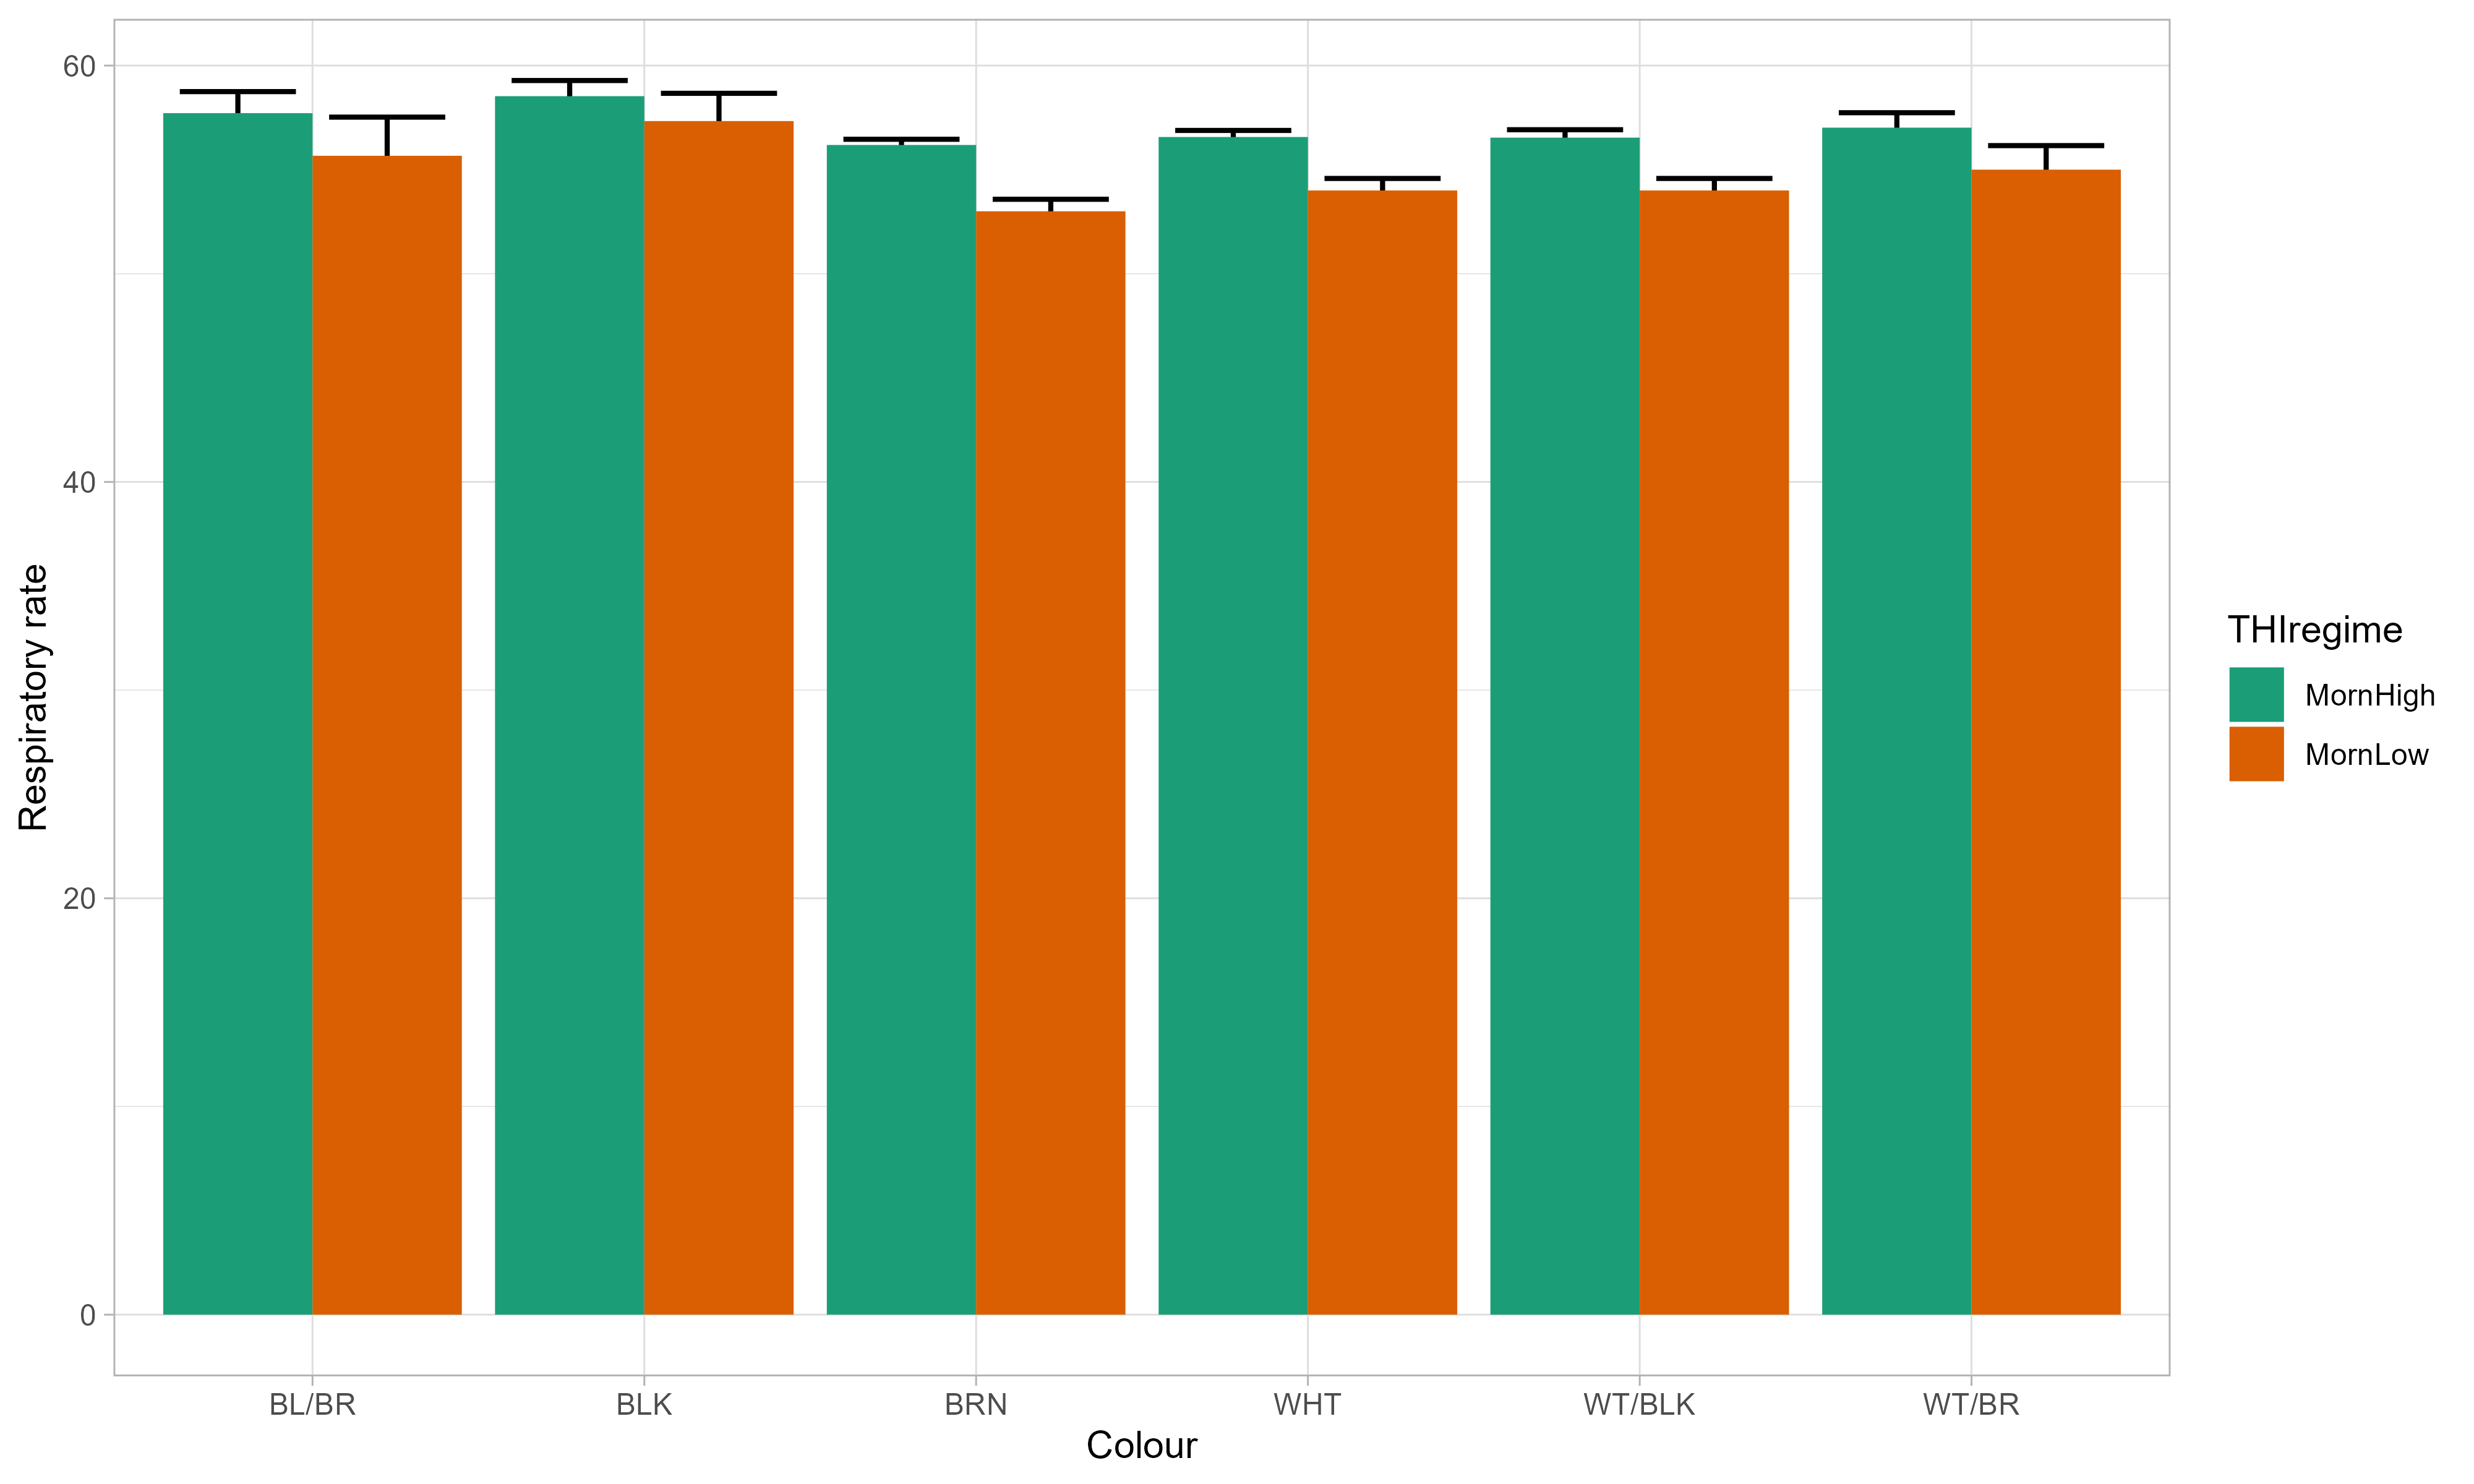 60
40
20
0
Respiratory rate
BL/BR
BLK
BRN
WHT
WT/BLK
WT/BR
Colour
THIregime
MornHigh
MornLow